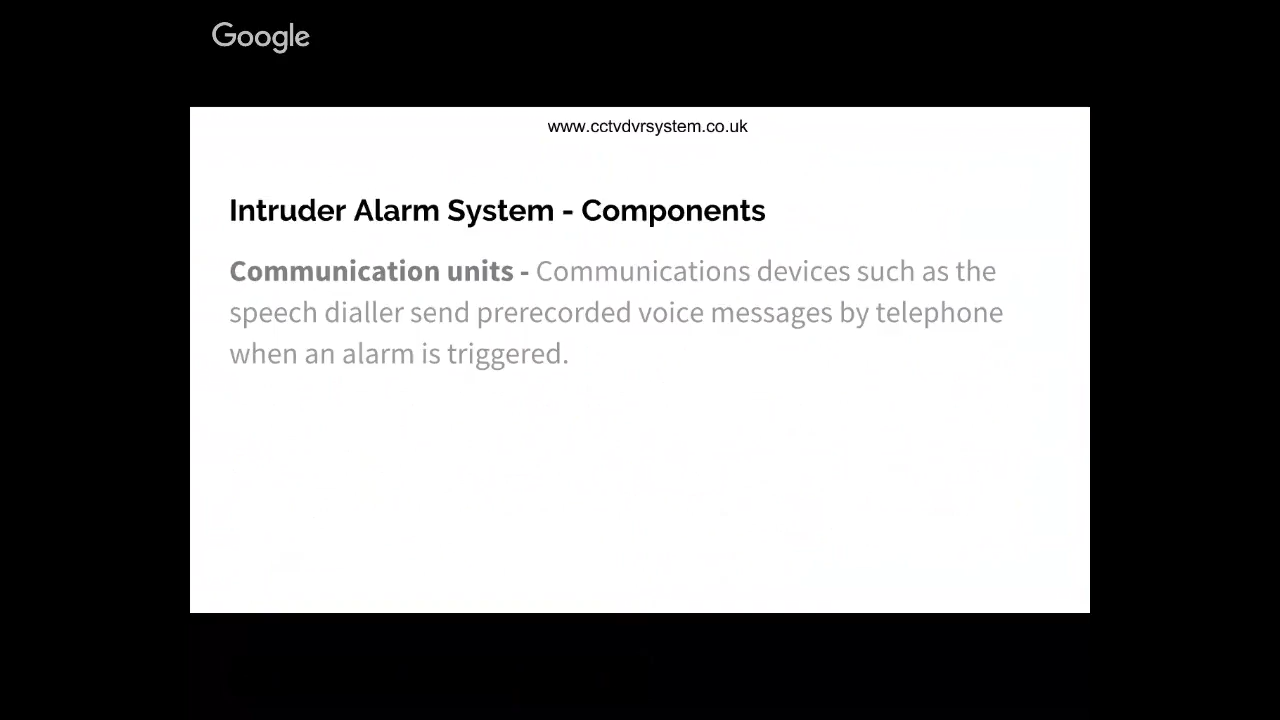 Google
www.cctvdvrsystem.co.uk
Intruder Alarm System - Components
Communication units - Communications devices such as the
speech dialler send prerecorded voice messages by telephone
when an alarm is triggered.